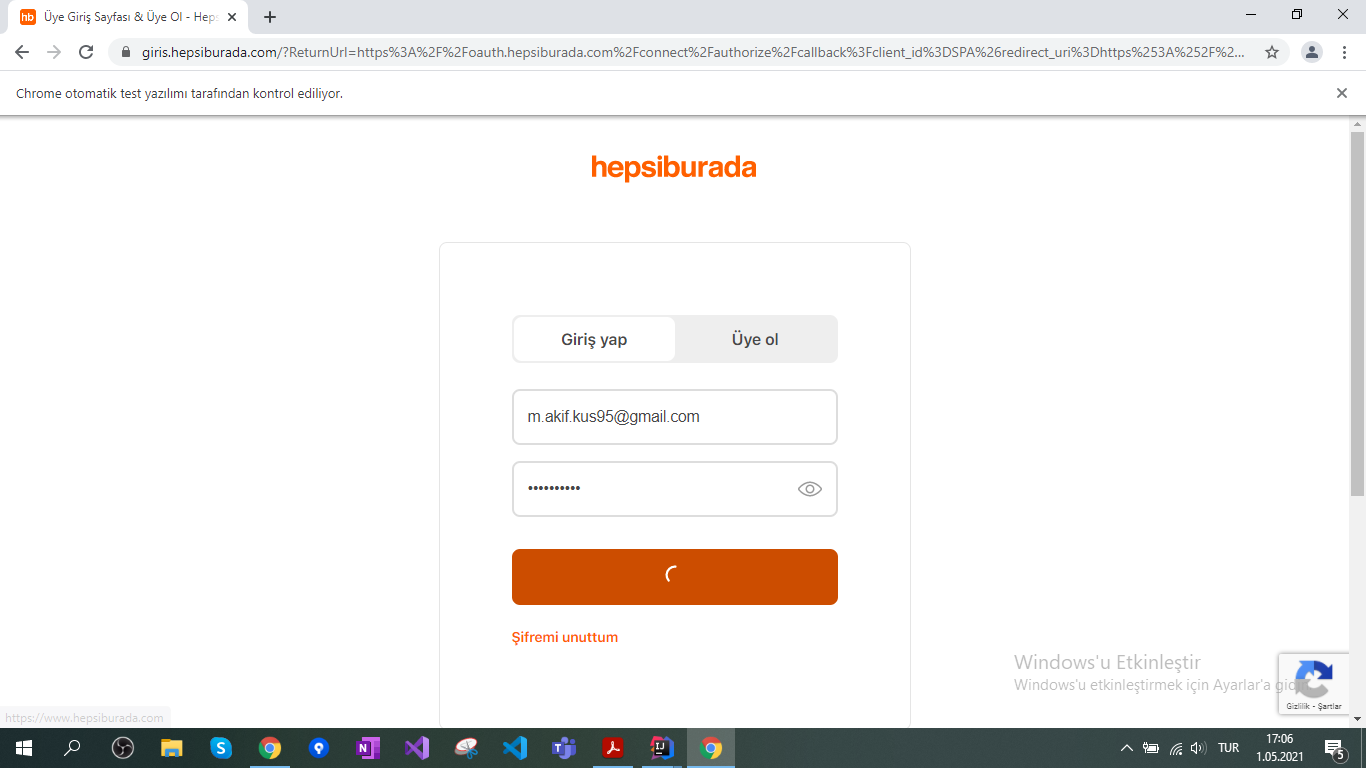 hb
Üye Giriş Sayfası & Üye Ol - Heps
giris.hepsiburada.com/?ReturnUrl=https%3A%2F%2Foauth.hepsiburada.com%2Fconnect%2Fauthorize%2Fcallback%3Fclient_id%3DSPA%26redirect_uri%3Dhttps%253A%252F%2...
Chrome otomatik test yazılımı tarafından kontrol ediliyor.
hepsiburada
Giriş yap
Üye ol
m.akif.kus95@gmail.com
••••••••••
Şifremi unuttum
Windows'u Etkinleştir
Windows'u etkinleştirmek için Ayarlar'a gid
Gizlilik - Şartlar
https://www.hepsiburada.com
TUR
17:06
1.05.2021
5